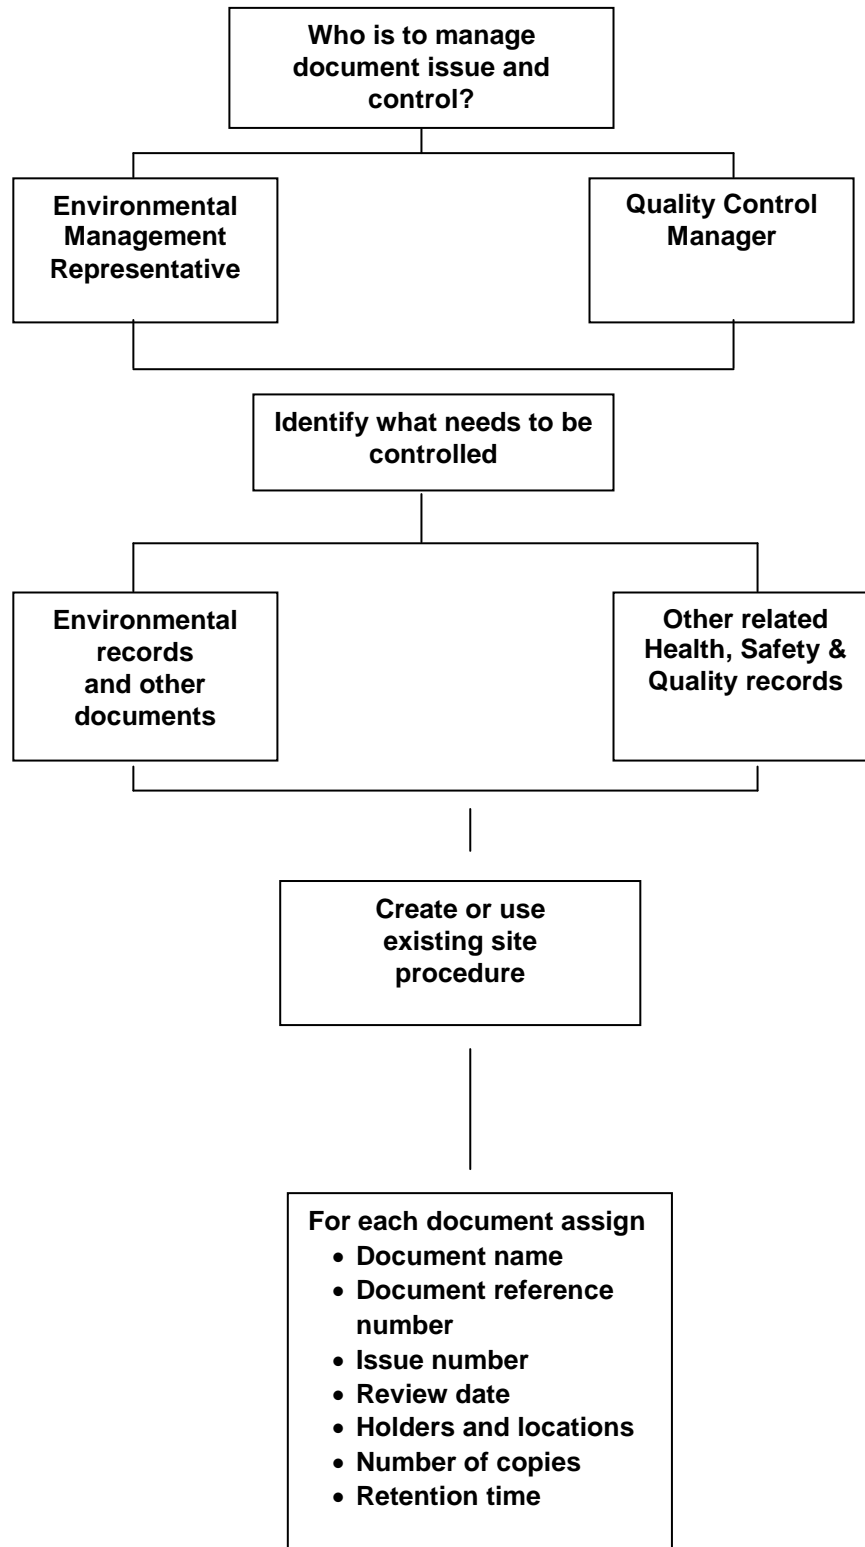 Who is to manage
document issue and
control?
Environmental
Management
Representative
Quality Control
Manager
Identify what needs to be
controlled
Environmental
records
and other
documents
Other related
Health, Safety &
Quality records
Create or use
existing site
procedure
For each document assign
• Document name
• Document reference
number
• Issue number
• Review date
• Holders and locations
• Number of copies
• Retention time